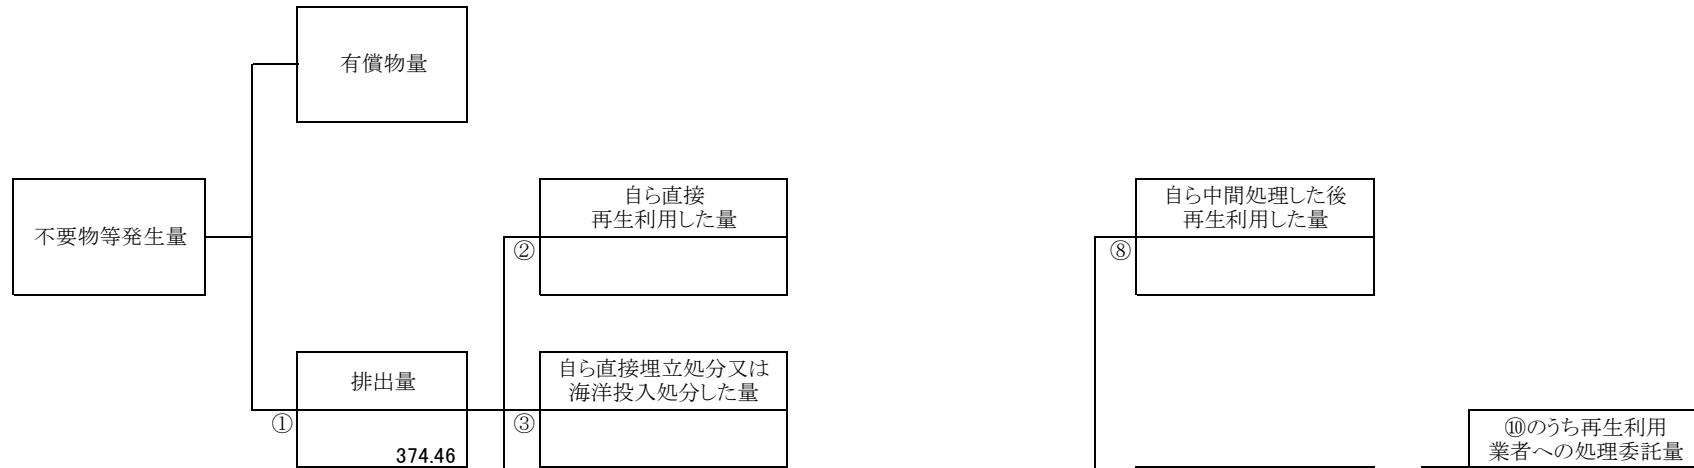 有償物量
不要物等発生量
自ら直接
再生利用した量
②
自ら中間処理した後
再生利用した量
⑧
排出量
①
374.46
自ら直接埋立処分又は
海洋投入処分した量
③
⑩のうち再生利用
業者への処理委託量